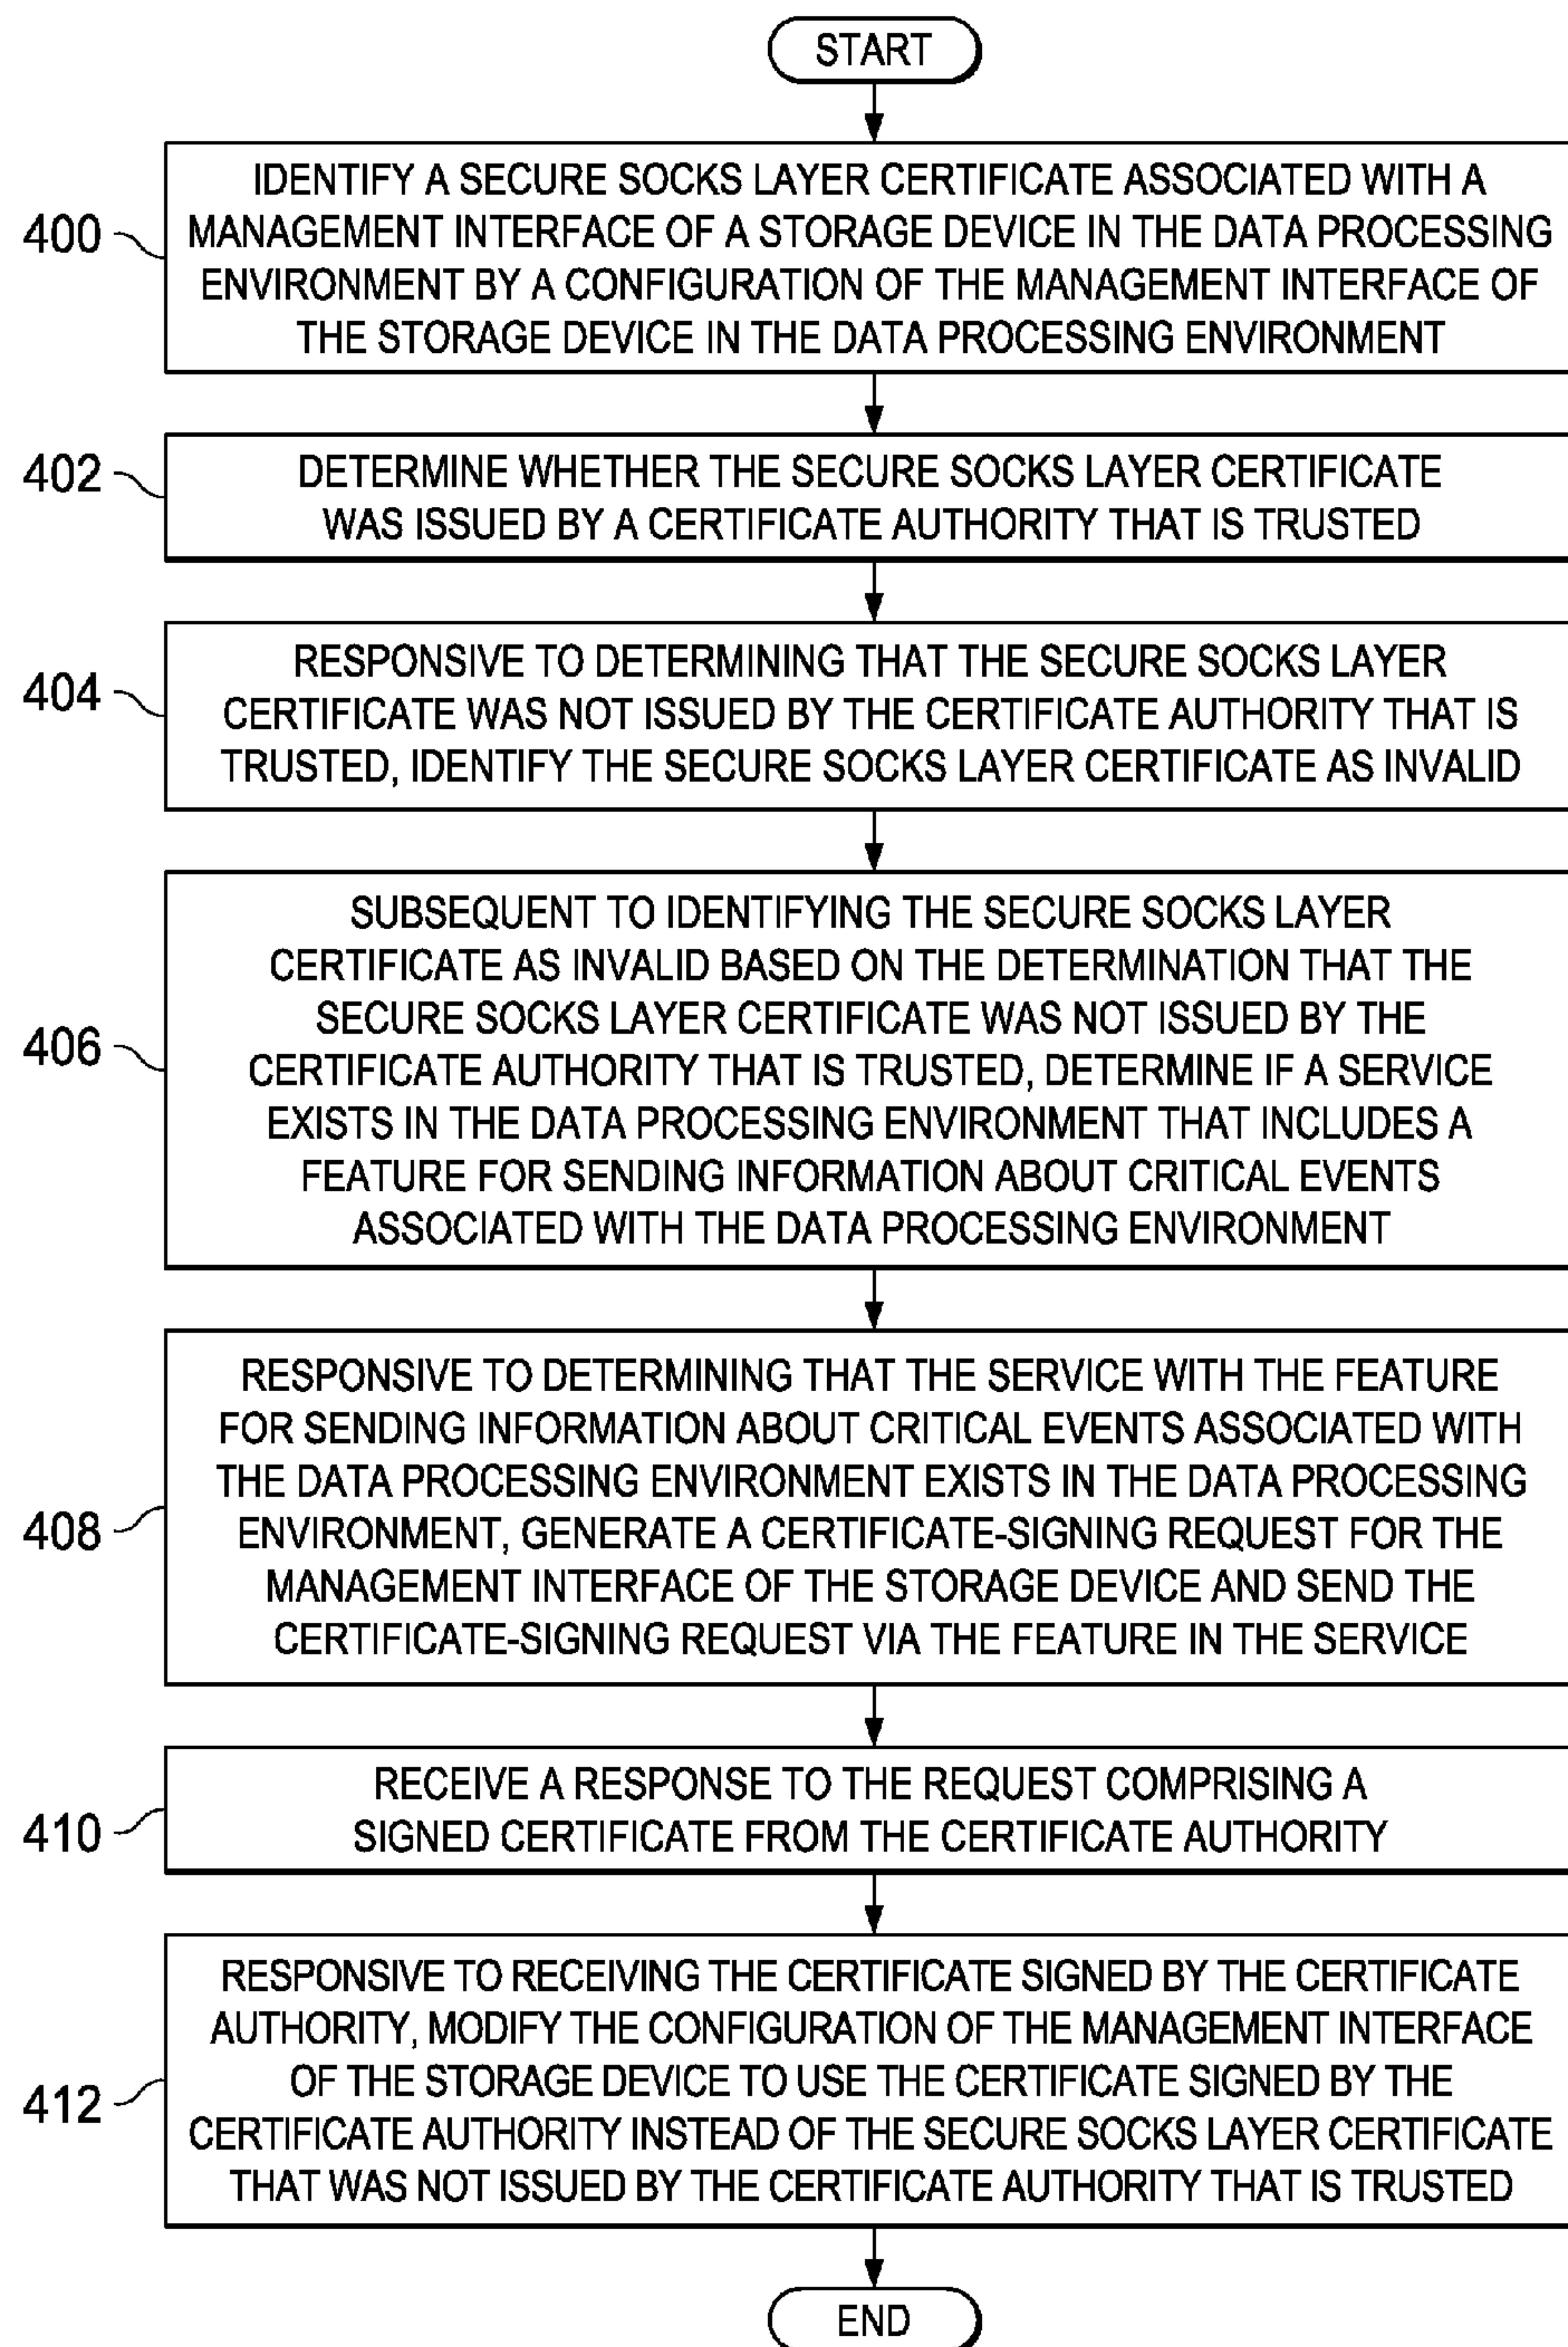 START
400
IDENTIFY A SECURE SOCKS LAYER CERTIFICATE ASSOCIATED WITH A
MANAGEMENT INTERFACE OF A STORAGE DEVICE IN THE DATA PROCESSING
ENVIRONMENT BY A CONFIGURATION OF THE MANAGEMENT INTERFACE OF
THE STORAGE DEVICE IN THE DATA PROCESSING ENVIRONMENT
402
DETERMINE WHETHER THE SECURE SOCKS LAYER CERTIFICATE
WAS ISSUED BY A CERTIFICATE AUTHORITY THAT IS TRUSTED
404
RESPONSIVE TO DETERMINING THAT THE SECURE SOCKS LAYER
CERTIFICATE WAS NOT ISSUED BY THE CERTIFICATE AUTHORITY THAT IS
TRUSTED, IDENTIFY THE SECURE SOCKS LAYER CERTIFICATE AS INVALID
406
SUBSEQUENT TO IDENTIFYING THE SECURE SOCKS LAYER
CERTIFICATE AS INVALID BASED ON THE DETERMINATION THAT THE
SECURE SOCKS LAYER CERTIFICATE WAS NOT ISSUED BY THE
CERTIFICATE AUTHORITY THAT IS TRUSTED, DETERMINE IF A SERVICE
EXISTS IN THE DATA PROCESSING ENVIRONMENT THAT INCLUDES A
FEATURE FOR SENDING INFORMATION ABOUT CRITICAL EVENTS
ASSOCIATED WITH THE DATA PROCESSING ENVIRONMENT
408
RESPONSIVE TO DETERMINING THAT THE SERVICE WITH THE FEATURE
FOR SENDING INFORMATION ABOUT CRITICAL EVENTS ASSOCIATED WITH
THE DATA PROCESSING ENVIRONMENT EXISTS IN THE DATA PROCESSING
ENVIRONMENT, GENERATE A CERTIFICATE-SIGNING REQUEST FOR THE
MANAGEMENT INTERFACE OF THE STORAGE DEVICE AND SEND THE
CERTIFICATE-SIGNING REQUEST VIA THE FEATURE IN THE SERVICE
410
RECEIVE A RESPONSE TO THE REQUEST COMPRISING A
SIGNED CERTIFICATE FROM THE CERTIFICATE AUTHORITY
412
RESPONSIVE TO RECEIVING THE CERTIFICATE SIGNED BY THE CERTIFICATE
AUTHORITY, MODIFY THE CONFIGURATION OF THE MANAGEMENT INTERFACE
OF THE STORAGE DEVICE TO USE THE CERTIFICATE SIGNED BY THE
CERTIFICATE AUTHORITY INSTEAD OF THE SECURE SOCKS LAYER CERTIFICATE
THAT WAS NOT ISSUED BY THE CERTIFICATE AUTHORITY THAT IS TRUSTED
END